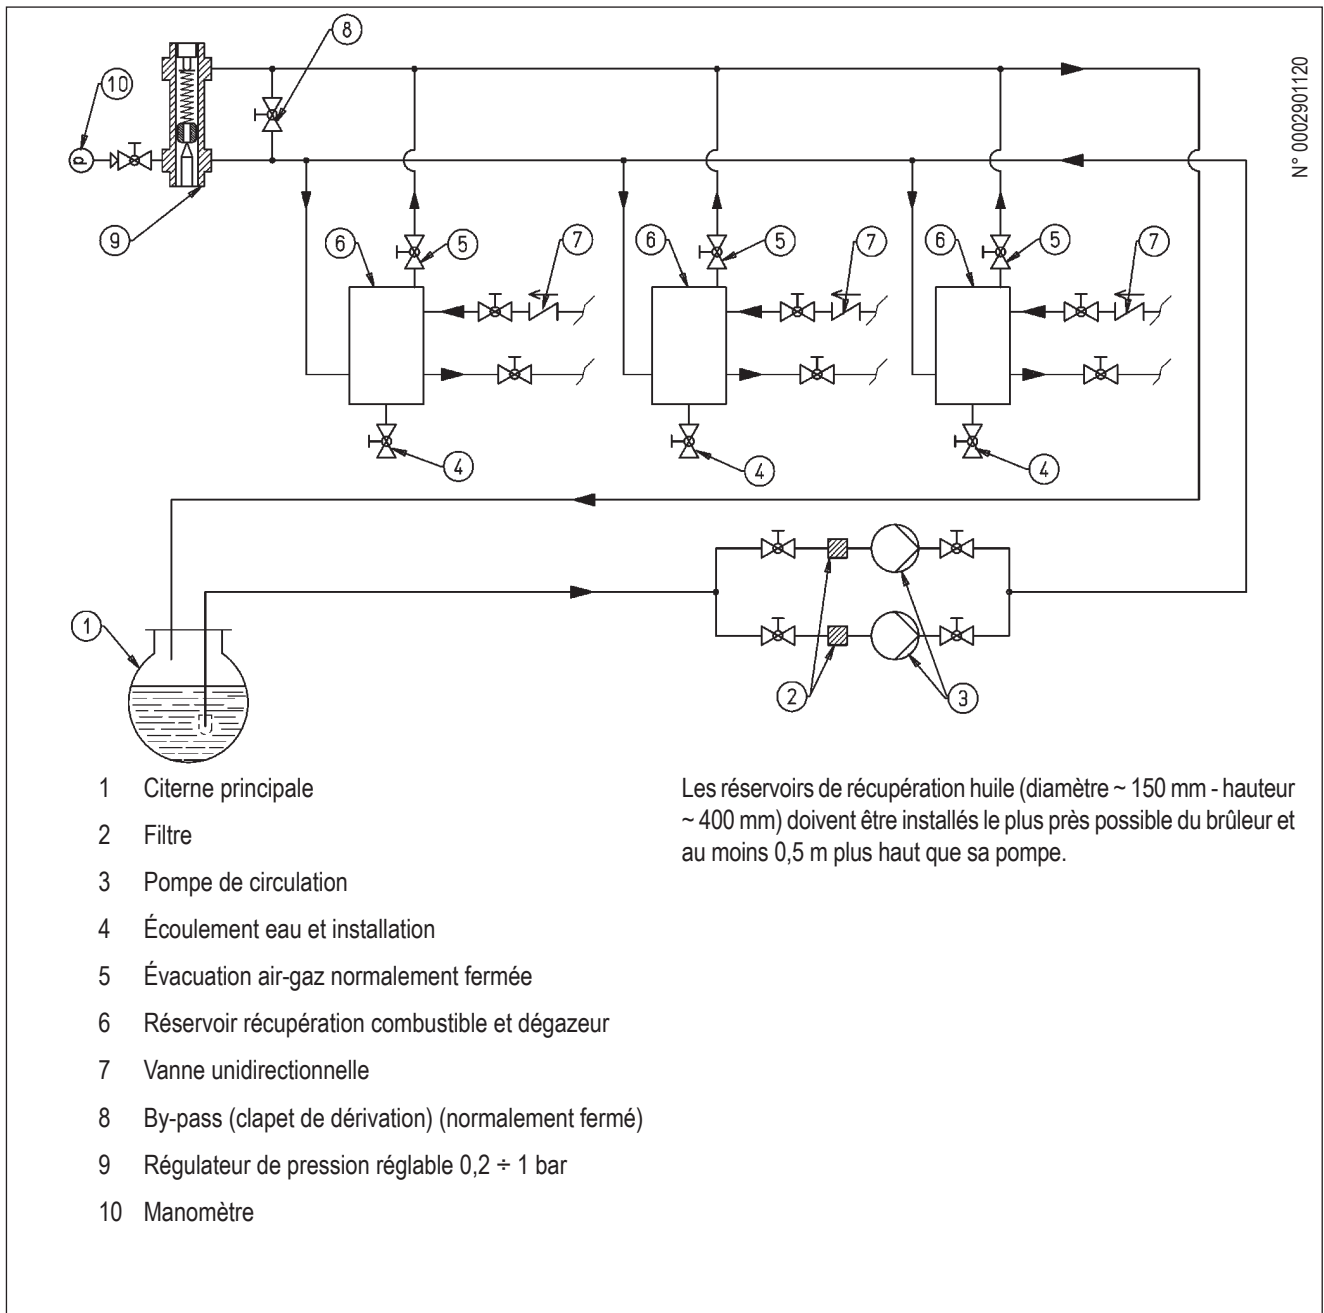 8
10
N° 0002901120
9
6
5
7
6
5
7
6
5
7
p
4
4
4
1
2
3
1 Citerne principale
2 Filtre
3 Pompe de circulation
4 Écoulement eau et installation
5 Évacuation air-gaz normalement fermée
6 Réservoir récupération combustible et dégazeur
7 Vanne unidirectionnelle
8 By-pass (clapet de dérivation) (normalement fermé)
9 Régulateur de pression réglable 0,2 ÷ 1 bar
10 Manomètre
Les réservoirs de récupération huile (diamètre ~ 150 mm - hauteur
~ 400 mm) doivent être installés le plus près possible du brûleur et
au moins 0,5 m plus haut que sa pompe.